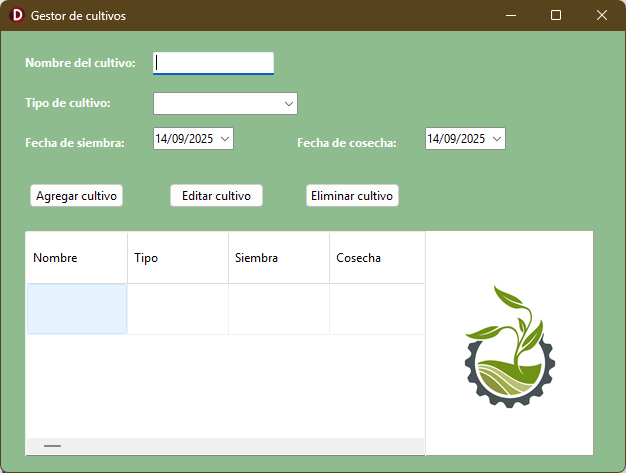 D Gestor de cultivos
Nombre del cultivo:
Tipo de cultivo:
Fecha de siembra: 14/09/2025 Fecha de cosecha: 14/09/2025
Agregar cultivo Editar cultivo Eliminar cultivo
Nombre Tipo Siembra Cosecha